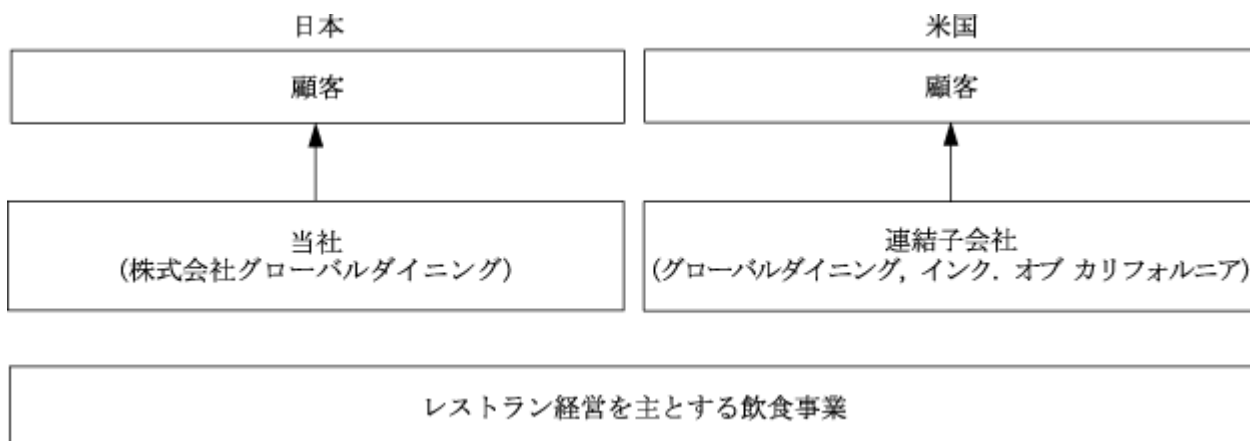 日本
米国
顧客
顧客
当社
(株式会社グローバルダイニング)
連結子会社
(グローバルダイニング, インク. オブ カリフォルニア)
レストラン経営を主とする飲食事業